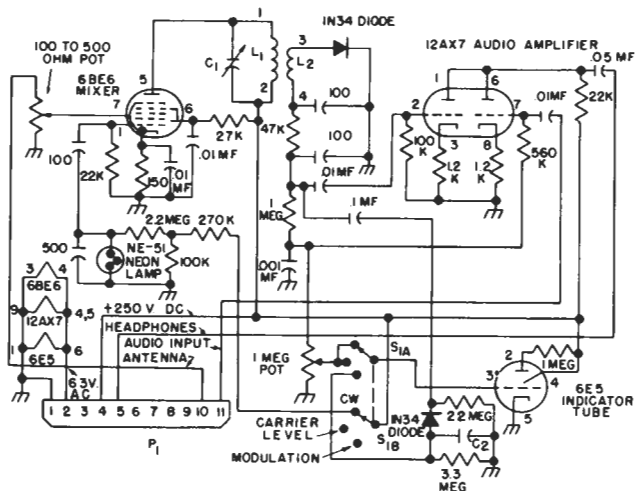 1
3
IN34 DIODE
12AX7 AUDIO AMPLIFIER
.05 MF
100 TO 500
OHM POT
6BE6
MIXER
5
C1
L1
L2
2
4
1
6
7
6
1
2
7
.01MF
22K
27K
47K
100
100
100
K
3
8
560
K
100
22K
150
.01
MF
.01 MF
.01MF
1.2
K
1.2
K
1
MEG
.1 MF
2.2 MEG
270K
500
NE-51
NEON
LAMP
100K
.001
MF
3
4
6BE6
9
4,5
12AX7
1
6
6E5
6.3V.
AC
+250 V DC
HEADPHONES
AUDIO INPUT
ANTENNA
1 MEG
POT
S1A
CW
CARRIER
LEVEL
MODULATION
S1B
IN34
DIODE
2.2 MEG
C2
3.3
MEG
2
1 MEG
3
4
5
6E5
INDICATOR
TUBE
1 2 3 4 5 6 7 8 9 10 11
P1